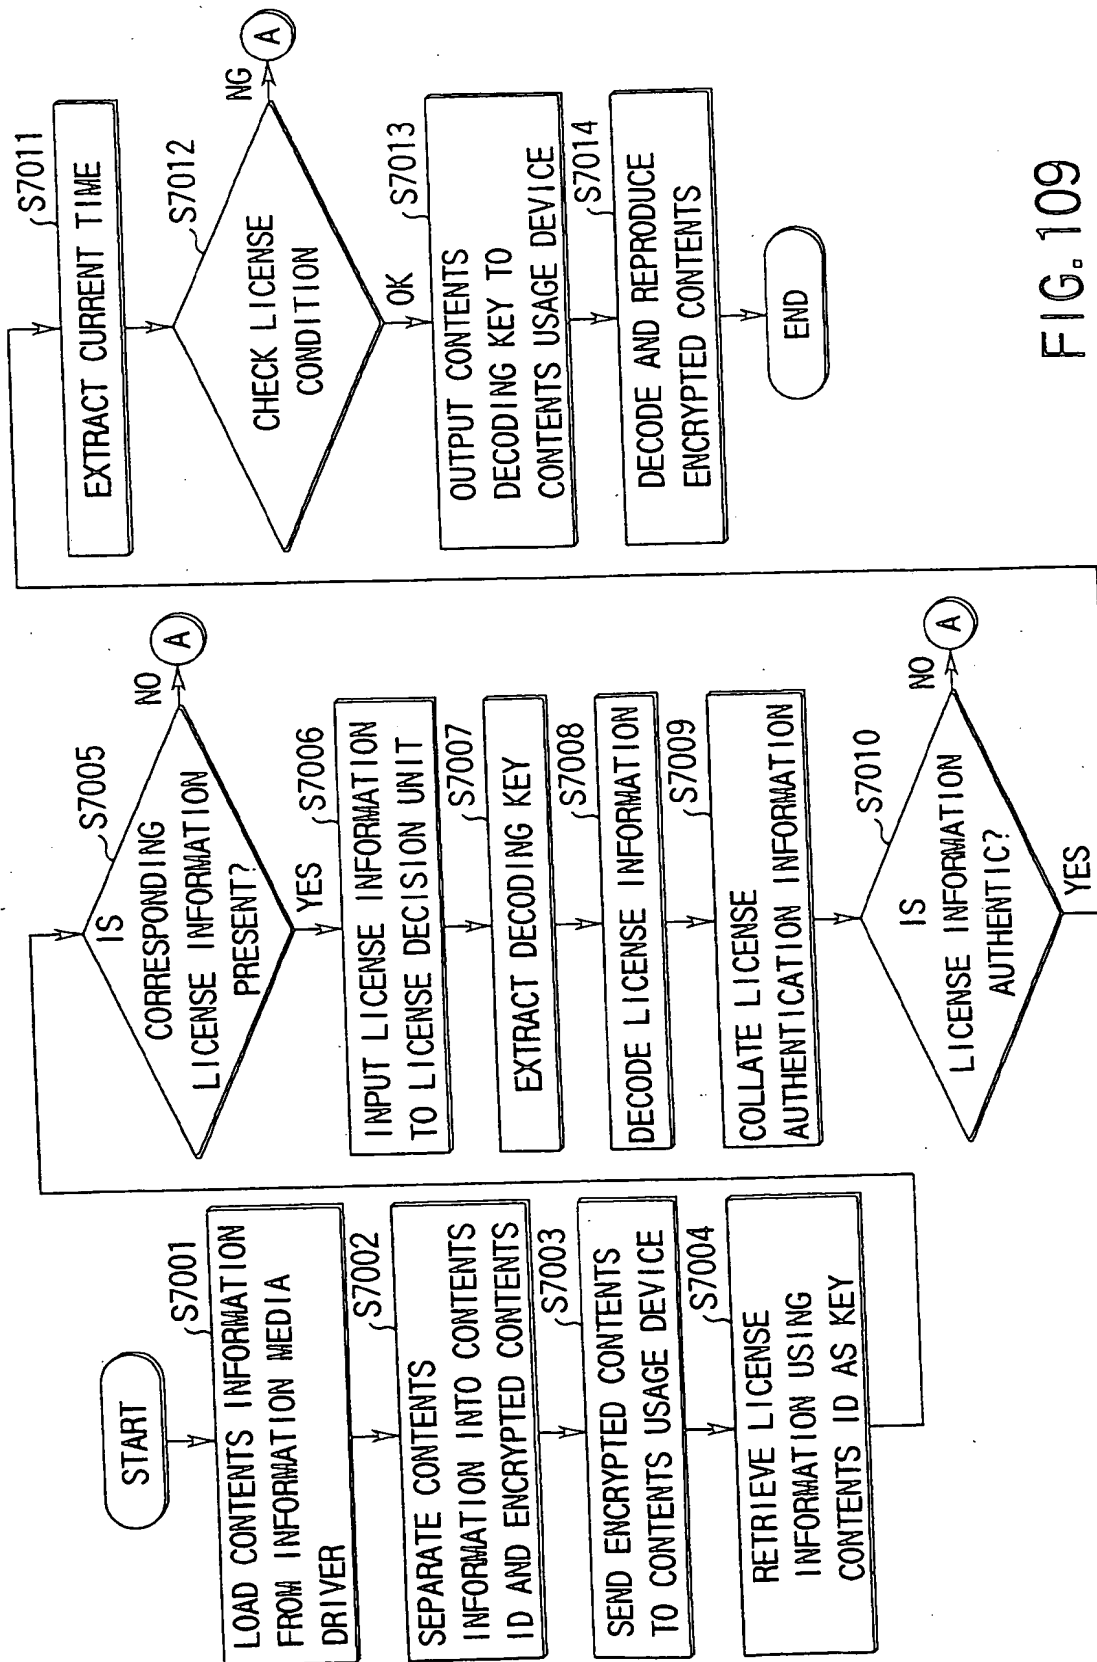 START
S7001
LOAD CONTENTS INFORMATION
FROM INFORMATION MEDIA
DRIVER
S7002
SEPARATE CONTENTS
INFORMATION INTO CONTENTS
ID AND ENCRYPTED CONTENTS
S7003
SEND ENCRYPTED CONTENTS
TO CONTENTS USAGE DEVICE
S7004
RETRIEVE LICENSE
INFORMATION USING
CONTENTS ID AS KEY
S7005
IS
CORRESPONDING
LICENSE INFORMATION
PRESENT?
NO
A
YES
S7006
INPUT LICENSE INFORMATION
TO LICENSE DECISION UNIT
S7007
EXTRACT DECODING KEY
S7008
DECODE LICENSE INFORMATION
S7009
COLLATE LICENSE
AUTHENTICATION INFORMATION
S7010
IS
LICENSE INFORMATION
AUTHENTIC?
NO
A
YES
S7011
EXTRACT CURRENT TIME
S7012
CHECK LICENSE
CONDITION
NG
A
OK
S7013
OUTPUT CONTENTS
DECODING KEY TO
CONTENTS USAGE DEVICE
S7014
DECODE AND REPRODUCE
ENCRYPTED CONTENTS
END
FIG. 109